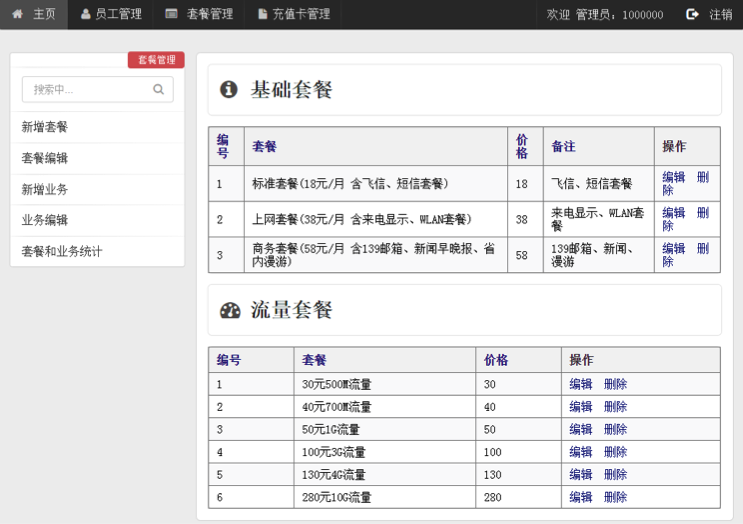 主页 员工管理 套餐管理 充值卡管理 欢迎 管理员: 1000000 注销
套餐管理
搜索中...
新增套餐
套餐编辑
新增业务
业务编辑
套餐和业务统计
基础套餐
编号 套餐 价格 备注 操作
1 标准套餐(18元/月 含飞信、短信套餐) 18 飞信、短信套餐 编辑 删除
2 上网套餐(38元/月 含来电显示、WLAN套餐) 38 来电显示、WLAN套餐 编辑 删除
3 商务套餐(58元/月 含139邮箱、新闻早晚报、省内漫游) 58 139邮箱、新闻、漫游 编辑 删除
流量套餐
编号 套餐 价格 操作
1 30元500M流量 30 编辑 删除
2 40元700M流量 40 编辑 删除
3 50元1G流量 50 编辑 删除
4 100元3G流量 100 编辑 删除
5 130元4G流量 130 编辑 删除
6 280元10G流量 280 编辑 删除